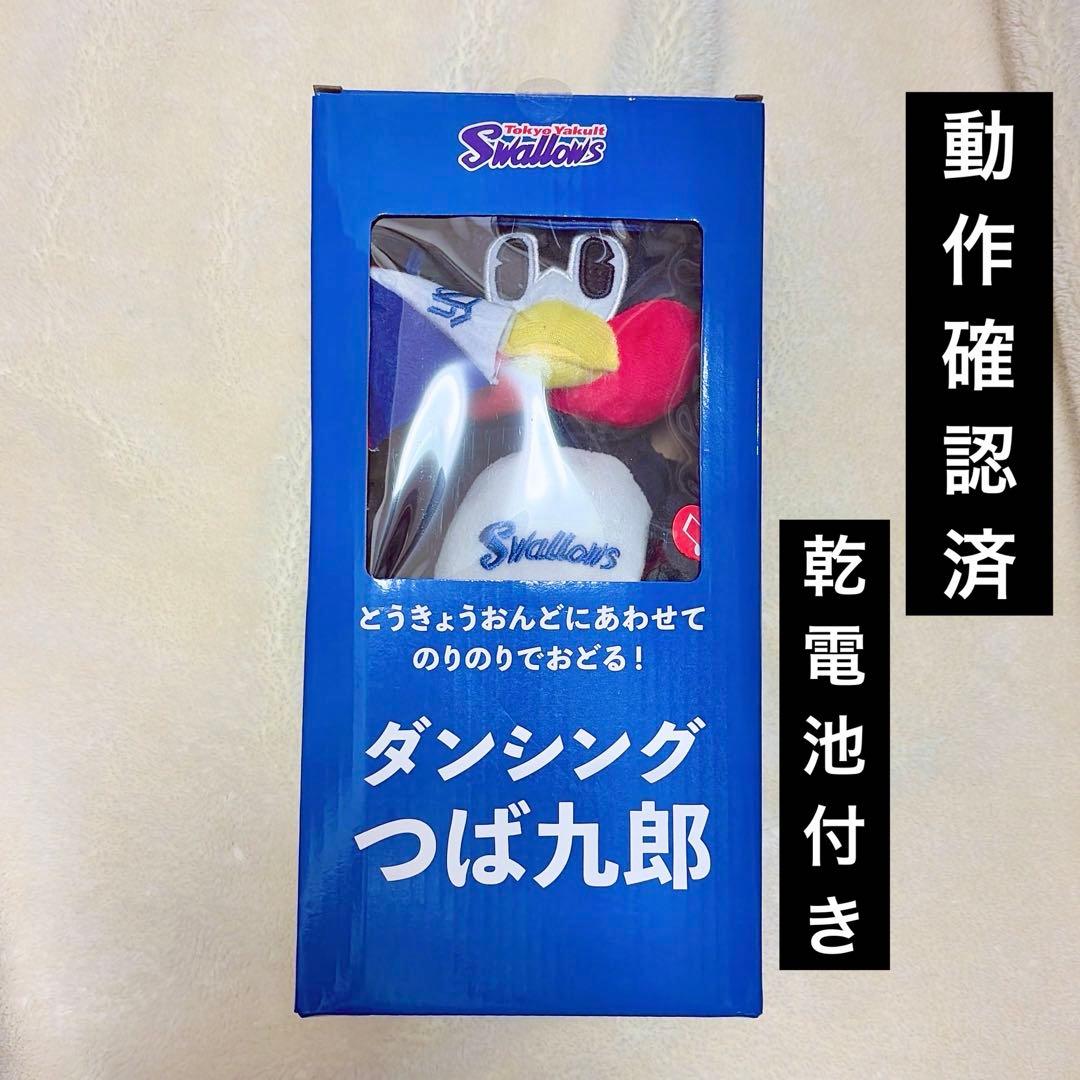 Tokyo Yakult
Swallows
Swallows
とうきょうおんどにあわせて
のりのりでおどる!
ダンシング
つば九郎
動作確認済
乾電池付き